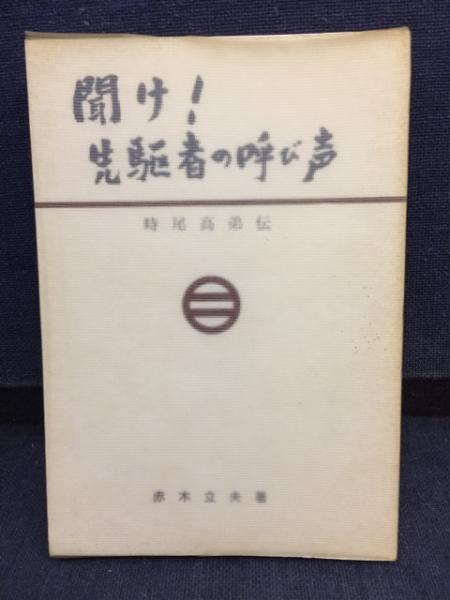 聞け!
先駆者の呼び声
時尾高弟伝
赤木立夫著